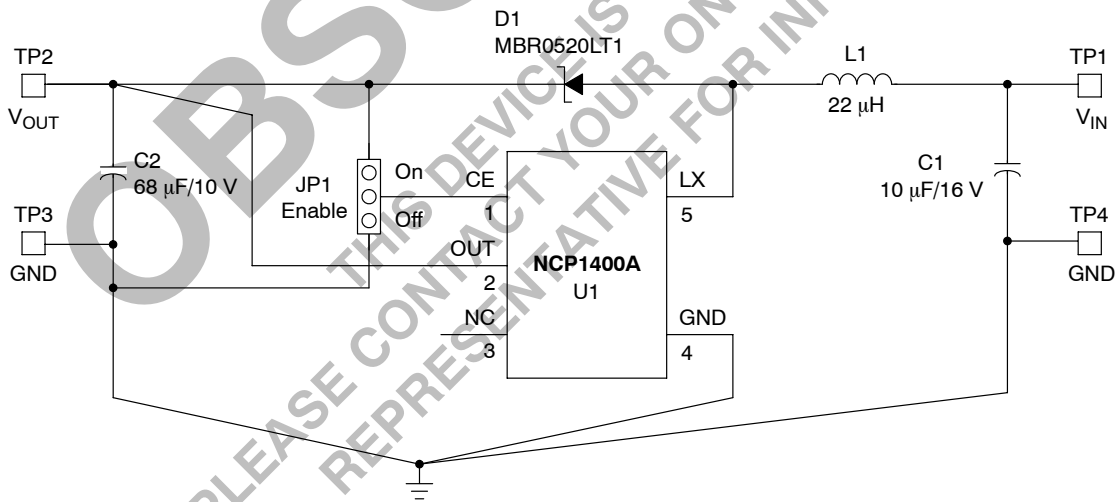 D1
MBR0520LT1
TP2
L1
TP1
VOUT
22 μH
VIN
C2
68 μF/10 V
JP1
Enable
On
Off
CE
1
LX
5
C1
10 μF/16 V
TP3
GND
OUT
2
NCP1400A
U1
TP4
GND
NC
3
GND
4
THIS DEVICE IS
PLEASE CONTACT YOUR ON
REPRESENTATIVE FOR